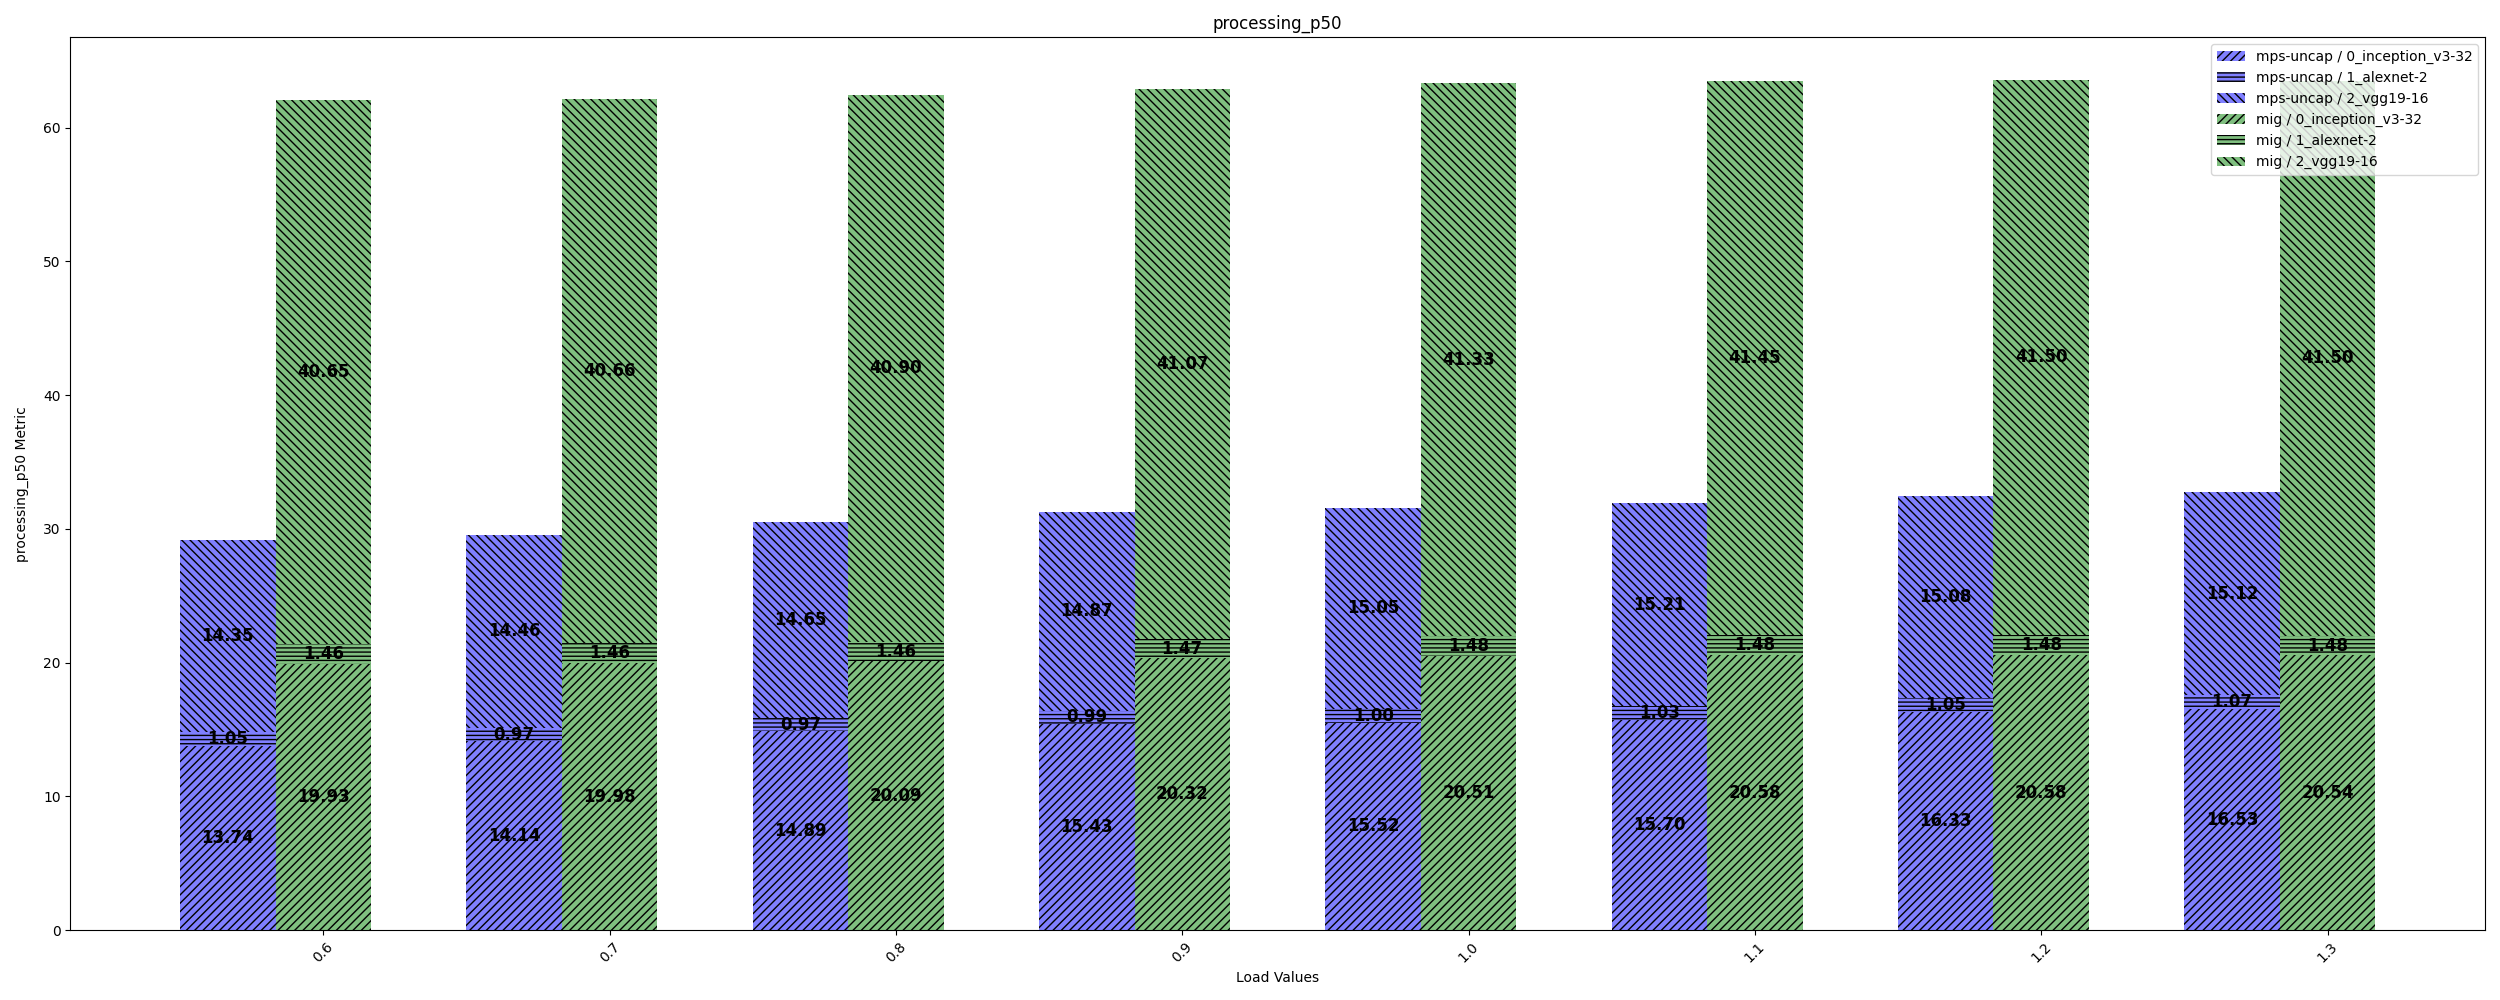 processing_p50
mps-uncap / 0_inception_v3-32
mps-uncap / 1_alexnet-2
mps-uncap / 2_vgg19-16
mig / 0_inception_v3-32
mig / 1_alexnet-2
mig / 2_vgg19-16
processing_p50 Metric
60
50
40
30
20
10
0
40.65 40.66 40.90 41.07 41.33 41.45 41.50 41.50
14.35 14.46 14.65 14.87 15.05 15.21 15.08 15.12
1.46 1.46 1.46 1.47 1.48 1.48 1.48 1.48
1.05 0.97 0.97 0.99 1.00 1.03 1.05 1.07
19.93 19.98 20.09 20.32 20.51 20.58 20.58 20.54
13.74 14.14 14.89 15.43 15.52 15.70 16.33 16.53
0.6 0.7 0.8 0.9 1.0 1.1 1.2 1.3
Load Values